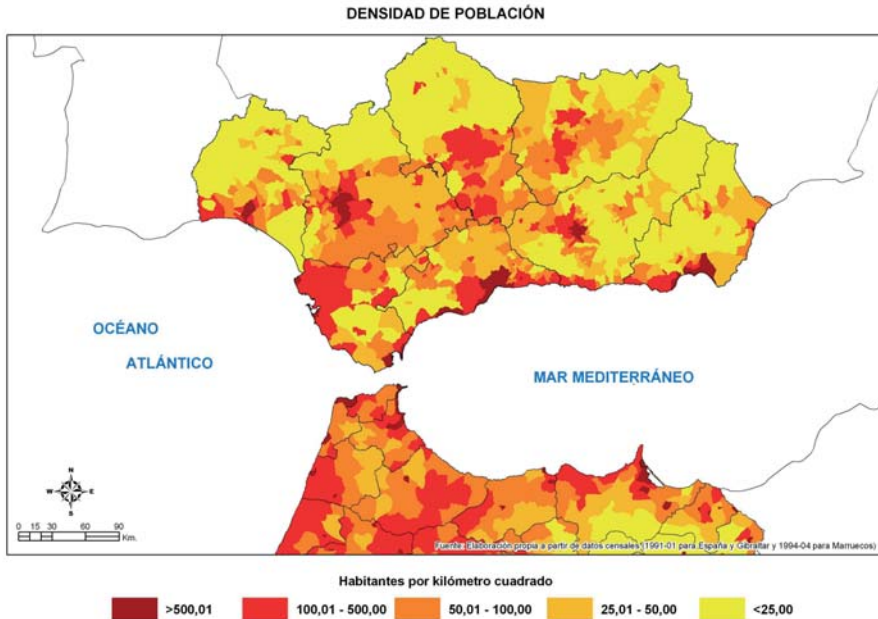 DENSIDAD DE POBLACIÓN
OCÉANO
ATLÁNTICO
MAR MEDITERRÁNEO
N
W E
S
0 15 30 60 90
Km.
Fuente: Elaboración propia a partir de datos censales (1991-01 para España y Gibraltar y 1994-04 para Marruecos)
Habitantes por kilómetro cuadrado
>500,01 100,01 - 500,00 50,01 - 100,00 25,01 - 50,00 <25,00